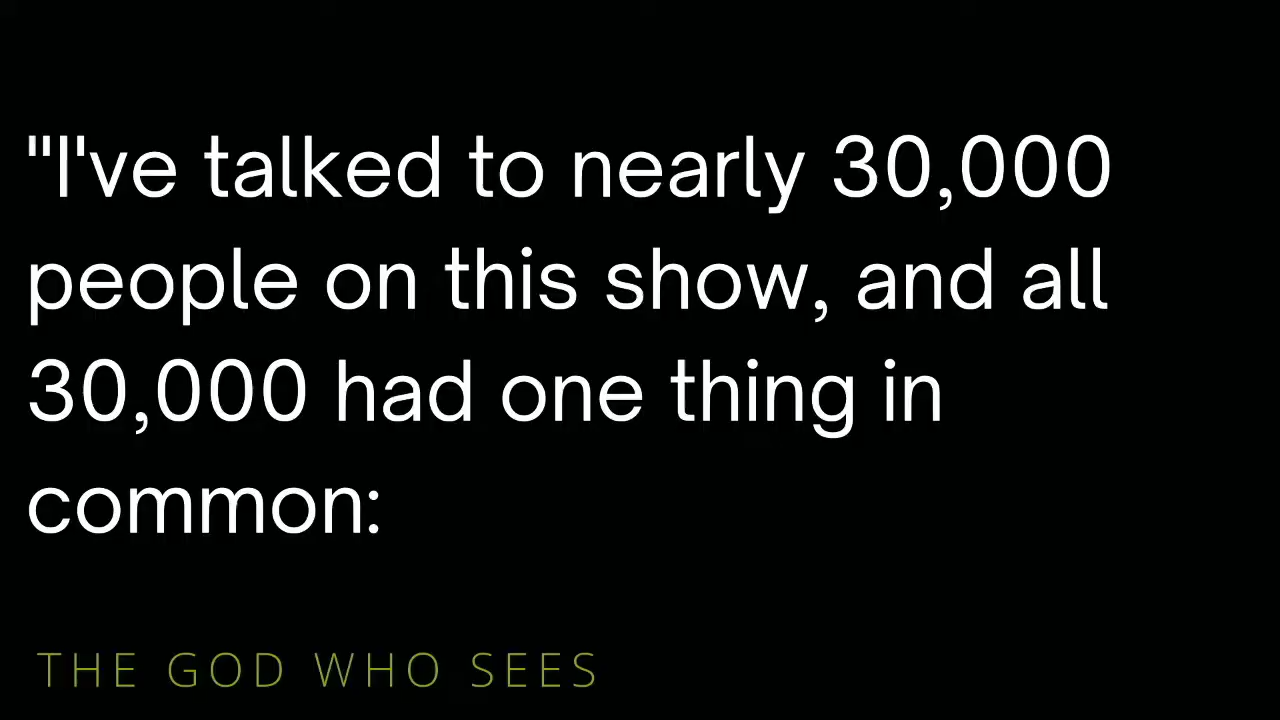 "I've talked to nearly 30,000
people on this show, and all
30,000 had one thing in
common:
THE GOD WHO SEES